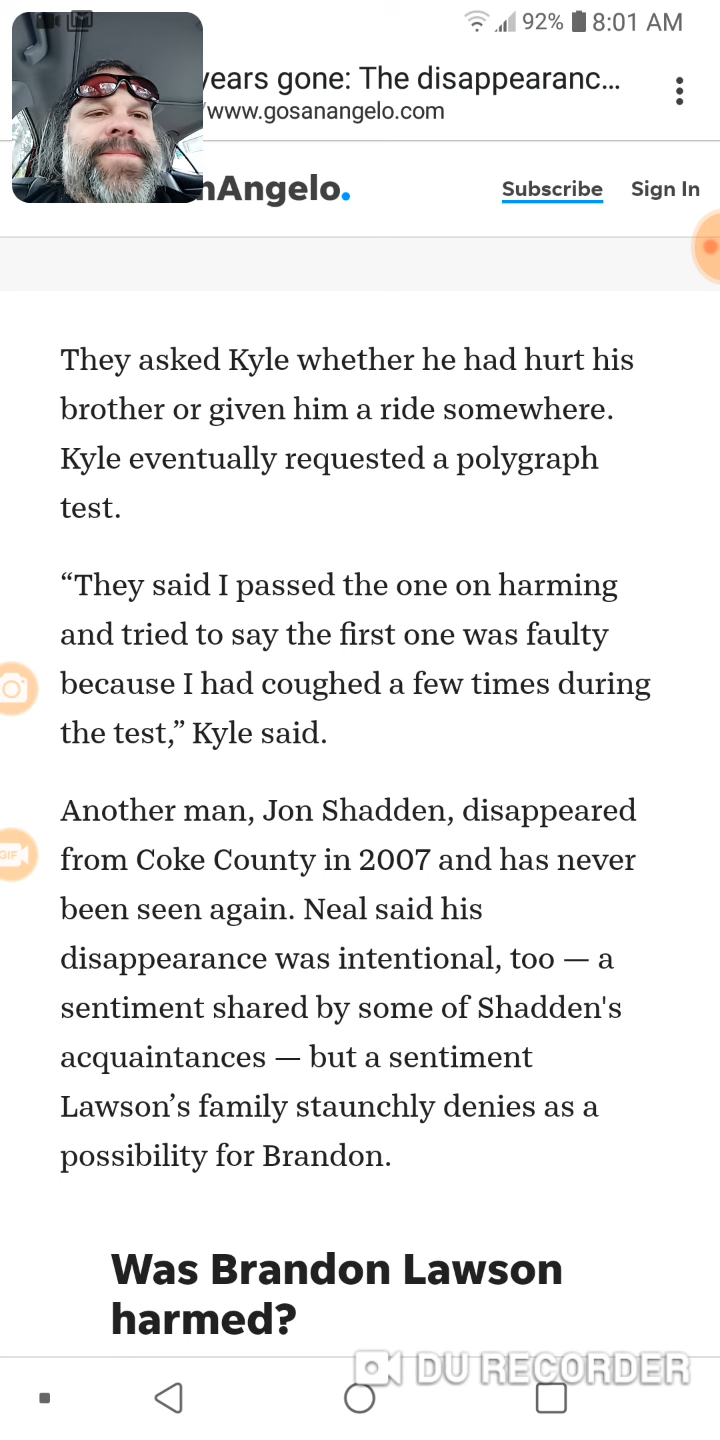 92% 8:01 AM
years gone: The disappearanc...
/www.gosanangelo.com
nAngelo.
Subscribe
Sign In
They asked Kyle whether he had hurt his
brother or given him a ride somewhere.
Kyle eventually requested a polygraph
test.
“They said I passed the one on harming
and tried to say the first one was faulty
because I had coughed a few times during
the test,” Kyle said.
Another man, Jon Shadden, disappeared
from Coke County in 2007 and has never
been seen again. Neal said his
disappearance was intentional, too — a
sentiment shared by some of Shadden's
acquaintances — but a sentiment
Lawson’s family staunchly denies as a
possibility for Brandon.
GIF
Was Brandon Lawson
harmed?
DU RECORDER